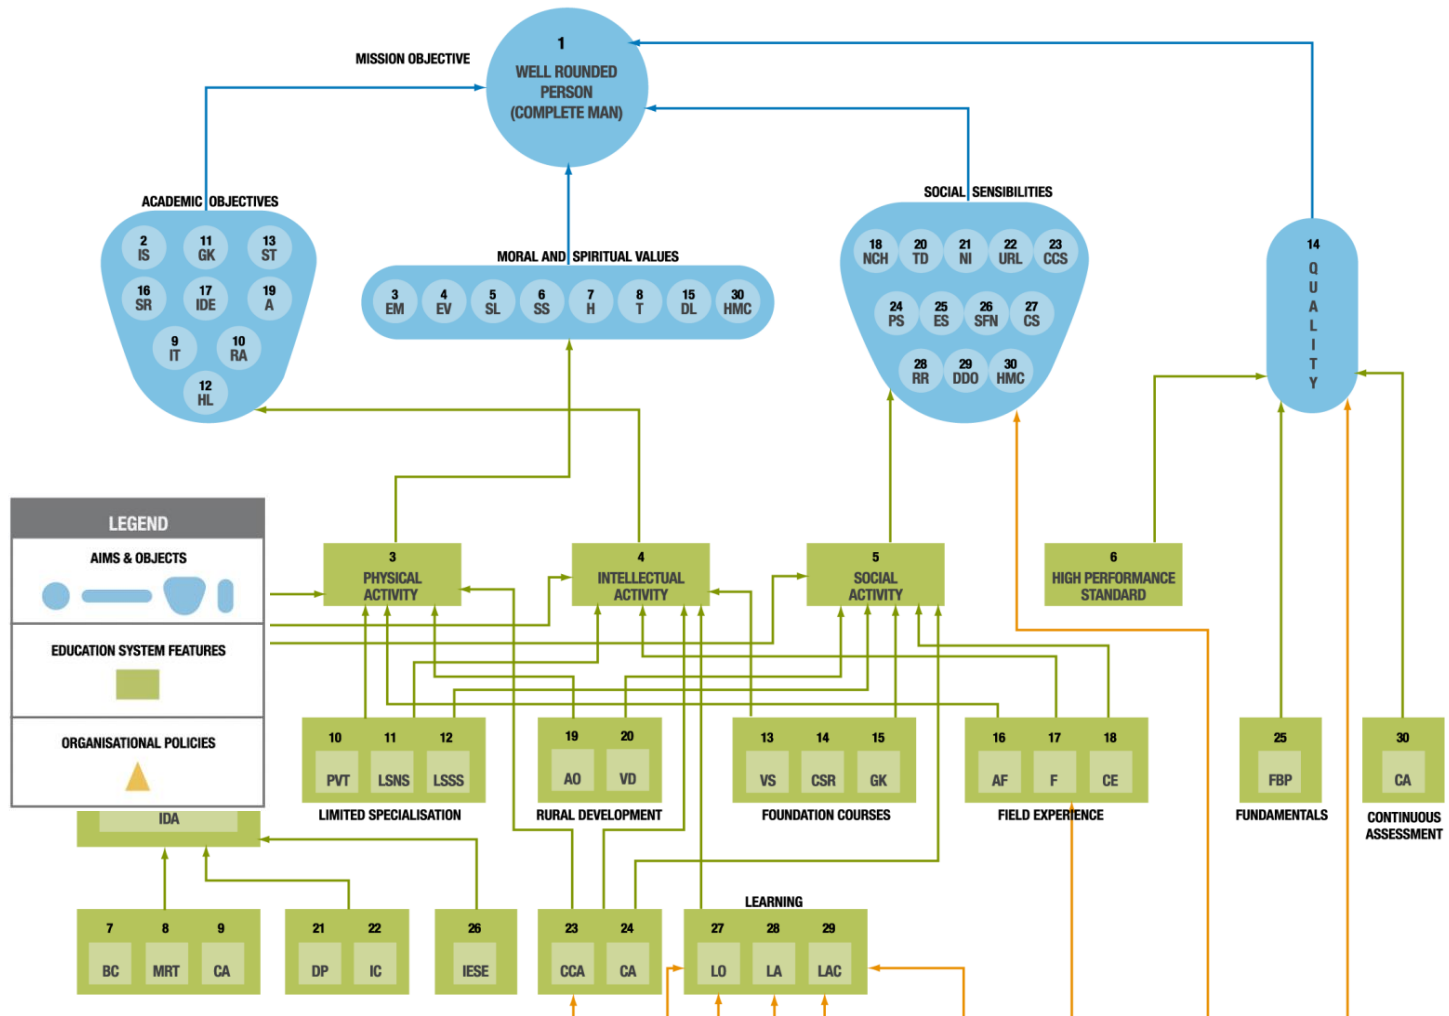 1
MISSION OBJECTIVE
WELL ROUNDED
PERSON
(COMPLETE MAN)
ACADEMIC OBJECTIVES
2 11 13
IS GK ST
16 17 19
SR IDE A
9 10
IT RA
12
HL
MORAL AND SPIRITUAL VALUES
3 4 5 6 7 8 15 30
EM EV SL SS H T DL HMC
SOCIAL SENSIBILITIES
18 20 21 22 23
NCH TD NI URL CCS
24 25 26 27
PS ES SFN CS
28 29 30
RR DDO HMC
14
Q
U
A
L
I
T
Y
LEGEND
AIMS & OBJECTS
EDUCATION SYSTEM FEATURES
ORGANISATIONAL POLICIES
3
PHYSICAL
ACTIVITY
4
INTELLECTUAL
ACTIVITY
5
SOCIAL
ACTIVITY
6
HIGH PERFORMANCE
STANDARD
10 11 12
PVT LSNS LSSS
LIMITED SPECIALISATION
19 20
AO VD
RURAL DEVELOPMENT
13 14 15
VS CSR GK
FOUNDATION COURSES
16 17 18
AF F CE
FIELD EXPERIENCE
25
FBP
FUNDAMENTALS
30
CA
CONTINUOUS
ASSESSMENT
IDA
7 8 9
BC MRT CA
21 22
DP IC
26
IESE
23 24
CCA CA
LEARNING
27 28 29
LO LA LAC